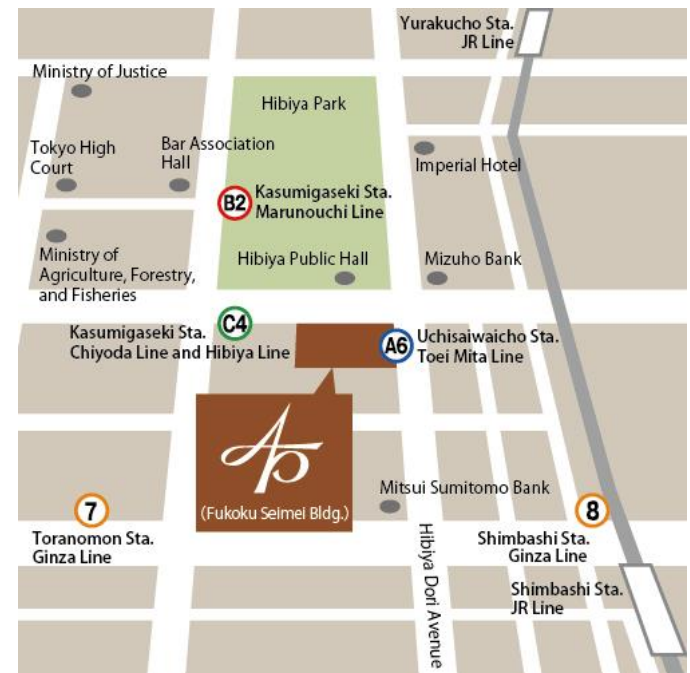 Yurakucho Sta.
JR Line
Ministry of Justice
Hibiya Park
Tokyo High
Court
Bar Association
Hall
Imperial Hotel
B2
Kasumigaseki Sta.
Marunouchi Line
Ministry of
Agriculture, Forestry,
and Fisheries
Hibiya Public Hall
Mizuho Bank
C4
Kasumigaseki Sta.
Chiyoda Line and Hibiya Line
A6
Uchisaiwaicho Sta.
Toei Mita Line
AP
(Fukoku Seimei Bldg.)
Mitsui Sumitomo Bank
7
Toranomon Sta.
Ginza Line
Hibiya Dori Avenue
8
Shimbashi Sta.
Ginza Line
Shimbashi Sta.
JR Line